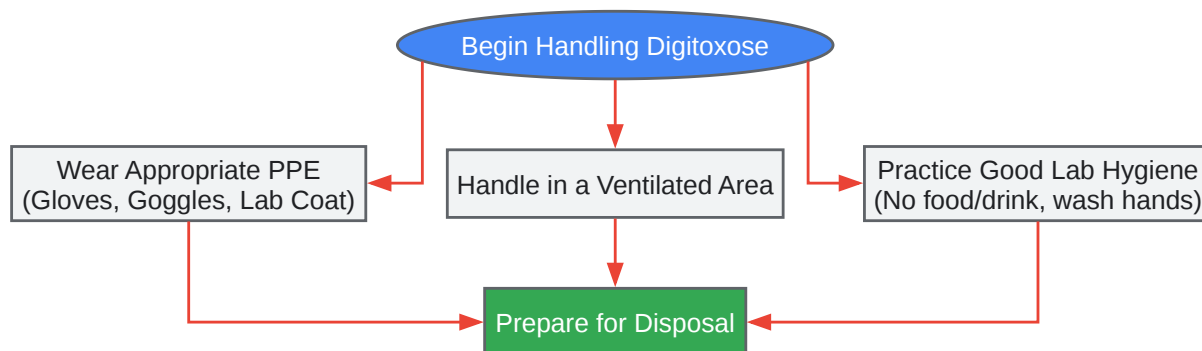 Begin Handling Digitoxose
Wear Appropriate PPE
(Gloves, Goggles, Lab Coat)
Handle in a Ventilated Area
Practice Good Lab Hygiene
(No food/drink, wash hands)
Prepare for Disposal